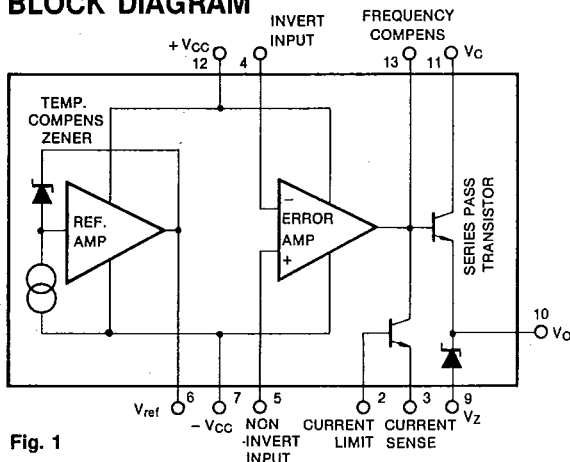 BLOCK DIAGRAM
INVERT
INPUT
FREQUENCY
COMPENS
+ VCC
12
4
13
11
VC
TEMP.
COMPENS
ZENER
REF.
AMP
−
ERROR
AMP
+
SERIES PASS
TRANSISTOR
10
VO
Vref
6
− VCC
7
5
2
3
9
VZ
NON
-INVERT
INPUT
CURRENT
LIMIT
CURRENT
SENSE
Fig. 1